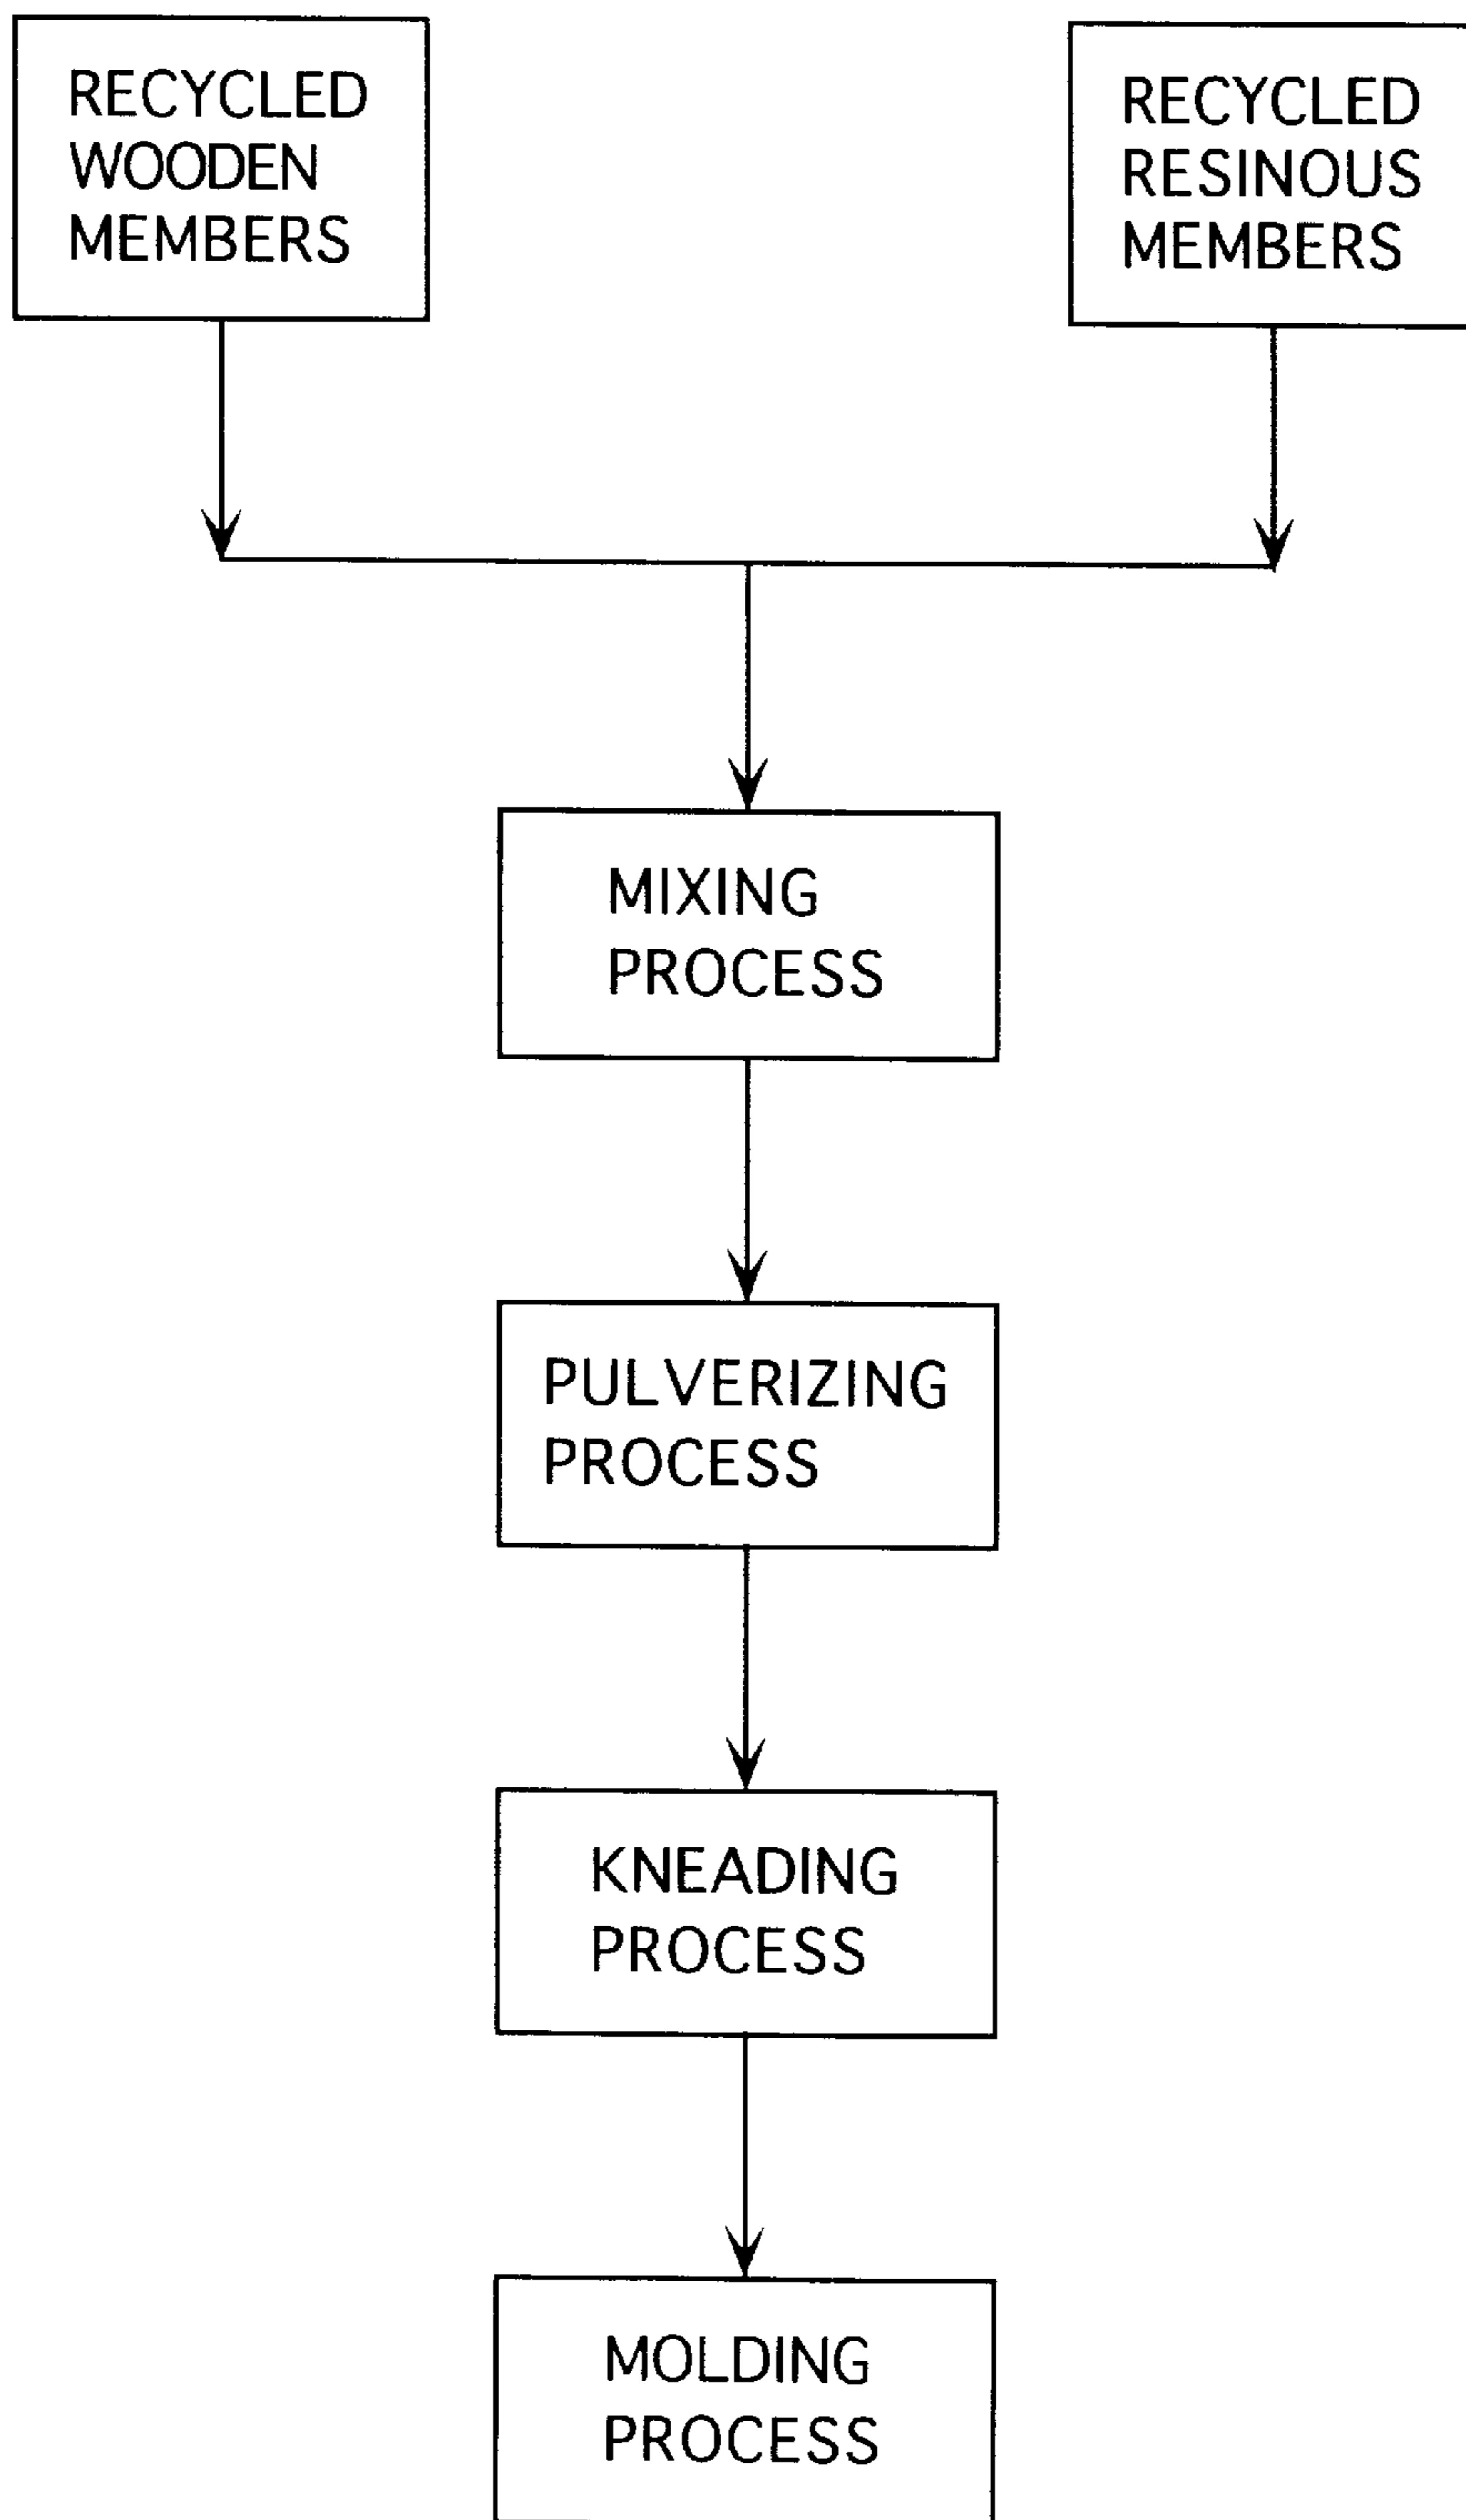 RECYCLED
WOODEN
MEMBERS
RECYCLED
RESINOUS
MEMBERS
MIXING
PROCESS
PULVERIZING
PROCESS
KNEADING
PROCESS
MOLDING
PROCESS